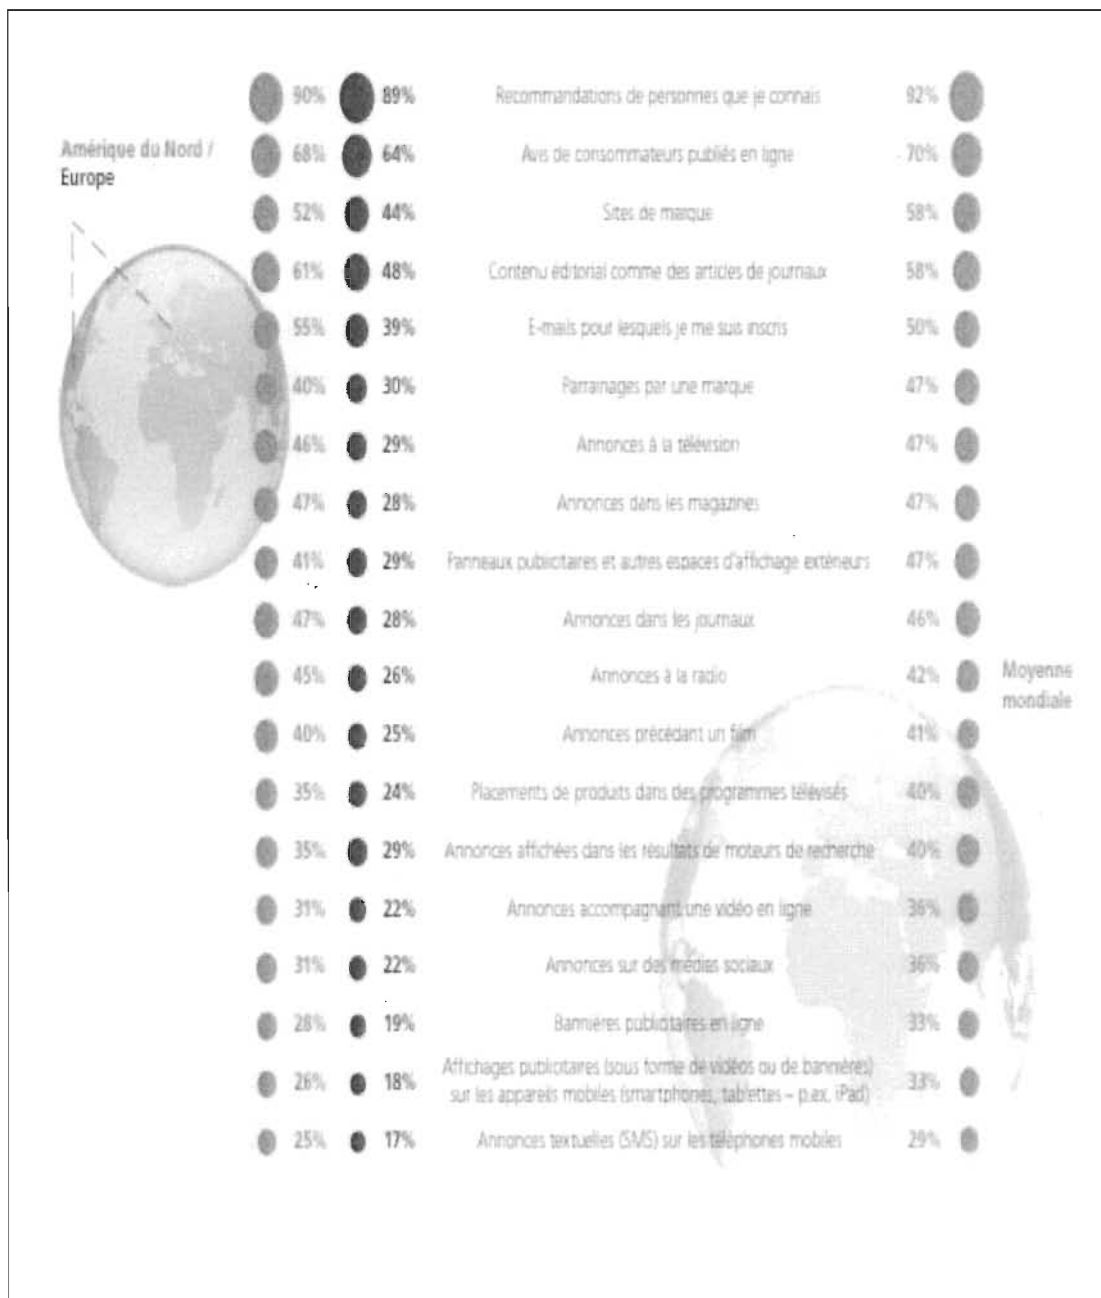 90% 89% Recommandations de personnes que je connais 92%
Amérique du Nord /
Europe
68% 64% Avis de consommateurs publiés en ligne 70%
52% 44% Sites de marque 58%
61% 48% Contenu éditorial comme des articles de journaux 58%
55% 39% E-mails pour lesquels je me suis inscris 50%
40% 30% Parrainages par une marque 47%
46% 29% Annonces à la télévision 47%
47% 28% Annonces dans les magazines 47%
41% 29% Panneaux publicitaires et autres espaces d'affichage extérieurs 47%
47% 28% Annonces dans les journaux 46%
45% 26% Annonces à la radio 42%
Moyenne
mondiale
40% 25% Annonces précédant un film 41%
35% 24% Placements de produits dans des programmes télévisés 40%
35% 29% Annonces affichées dans les résultats de moteurs de recherche 40%
31% 22% Annonces accompagnant une vidéo en ligne 36%
31% 22% Annonces sur des médias sociaux 36%
28% 19% Bannières publicitaires en ligne 33%
26% 18% Affichages publicitaires (sous forme de vidéos ou de bannières)
sur les appareils mobiles (smartphones, tablettes – p.ex. iPad) 33%
25% 17% Annonces textuelles (SMS) sur les téléphones mobiles 29%